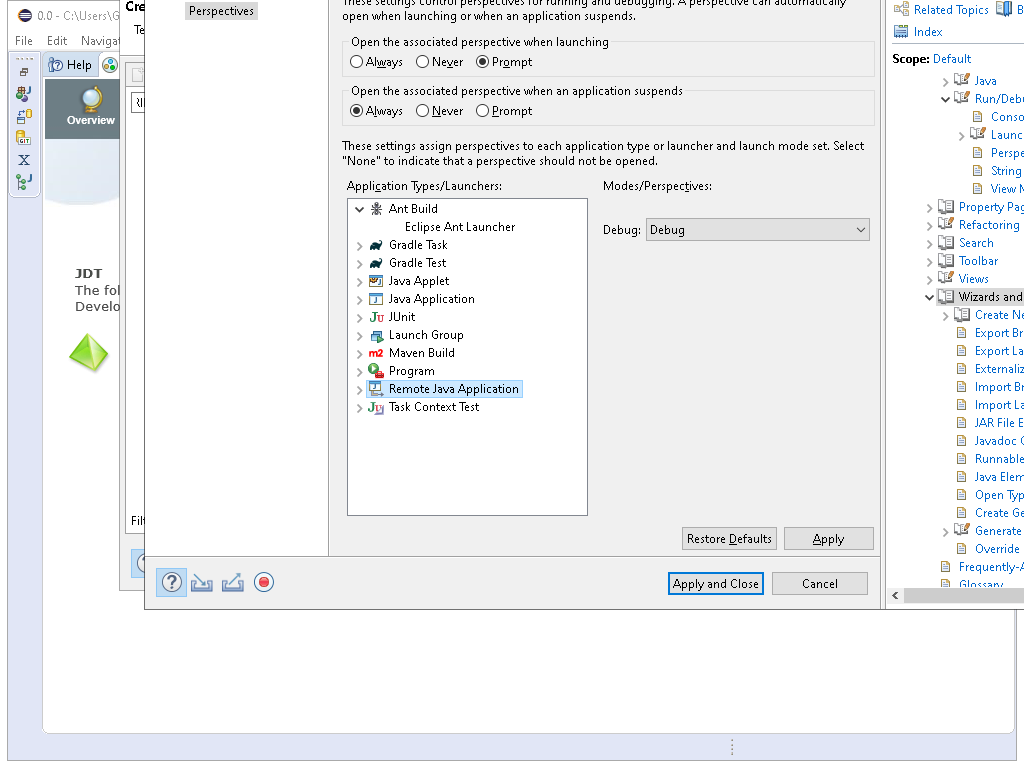 0.0 - C:\Users\G
File Edit Navigat
Help
Overview
GIT
X
JDT
The fol
Develo
Cre
Te
Filt
Perspectives
These settings control perspectives for running and debugging. A perspective can automatically
open when launching or when an application suspends.
Open the associated perspective when launching
Always Never Prompt
Open the associated perspective when an application suspends
Always Never Prompt
These settings assign perspectives to each application type or launcher and launch mode set. Select
"None" to indicate that a perspective should not be opened.
Application Types/Launchers:
Modes/Perspectives:
Ant Build
Eclipse Ant Launcher
Gradle Task
Gradle Test
Java Applet
Java Application
JUnit
Launch Group
m2 Maven Build
Program
Remote Java Application
Task Context Test
Debug: Debug
Restore Defaults Apply
Apply and Close Cancel
Related Topics B
Index
Scope: Default
Java
Run/Debu
Conso
Launc
Perspe
String
View M
Property Pag
Refactoring
Search
Toolbar
Views
Wizards and
Create Ne
Export Br
Export La
Externaliz
Import Br
Import La
JAR File E
Javadoc G
Runnable
Java Elem
Open Typ
Create Ge
Generate
Override
Frequently-A
Glossary